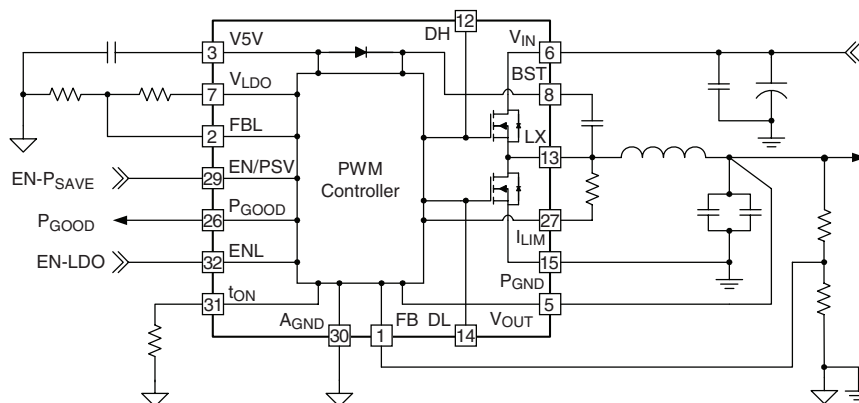 12
DH
3 V5V
VIN 6
BST
7 VLDO
8
2 FBL
LX
13
EN-PSAVE 29 EN/PSV
PWM
Controller
PGOOD 26 PGOOD
27
ILIM
EN-LDO 32 ENL
15
PGND
31 tON
5
VOUT
AGND 30
1 FB
DL 14